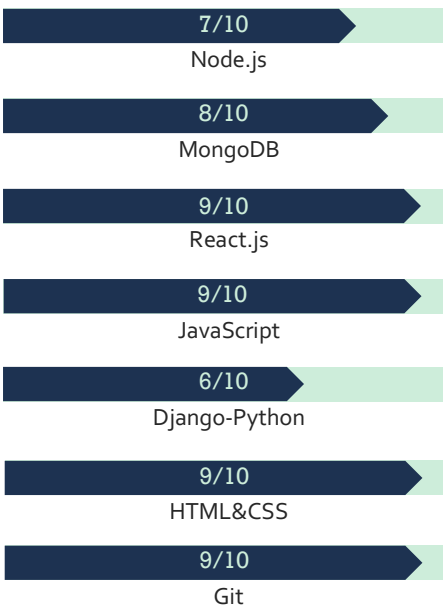 7/10
Node.js
8/10
MongoDB
9/10
React.js
9/10
JavaScript
6/10
Django-Python
9/10
HTML&CSS
9/10
Git